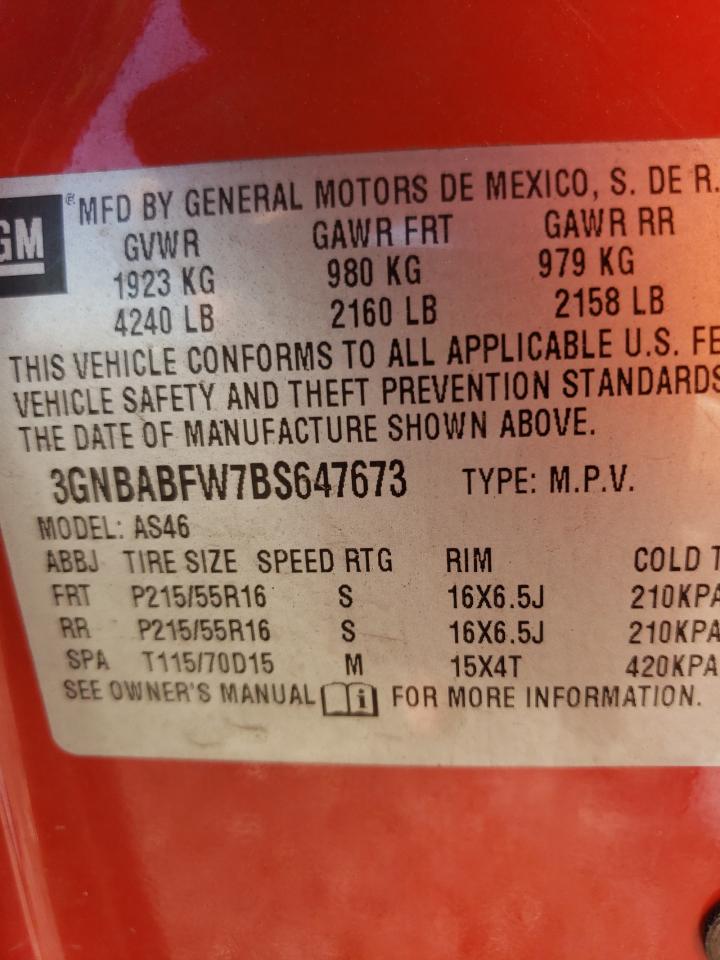 GM ® MFD BY GENERAL MOTORS DE MEXICO, S. DE R.
GVWR GAWR FRT GAWR RR
1923 KG 980 KG 979 KG
4240 LB 2160 LB 2158 LB
THIS VEHICLE CONFORMS TO ALL APPLICABLE U.S. FE
VEHICLE SAFETY AND THEFT PREVENTION STANDARDS
THE DATE OF MANUFACTURE SHOWN ABOVE.
3GNBABFW7BS647673 TYPE: M.P.V.
MODEL: AS46
ABBJ TIRE SIZE SPEED RTG RIM COLD T
FRT P215/55R16 S 16X6.5J 210KPA
RR P215/55R16 S 16X6.5J 210KPA
SPA T115/70D15 M 15X4T 420KPA
SEE OWNER'S MANUAL i FOR MORE INFORMATION.